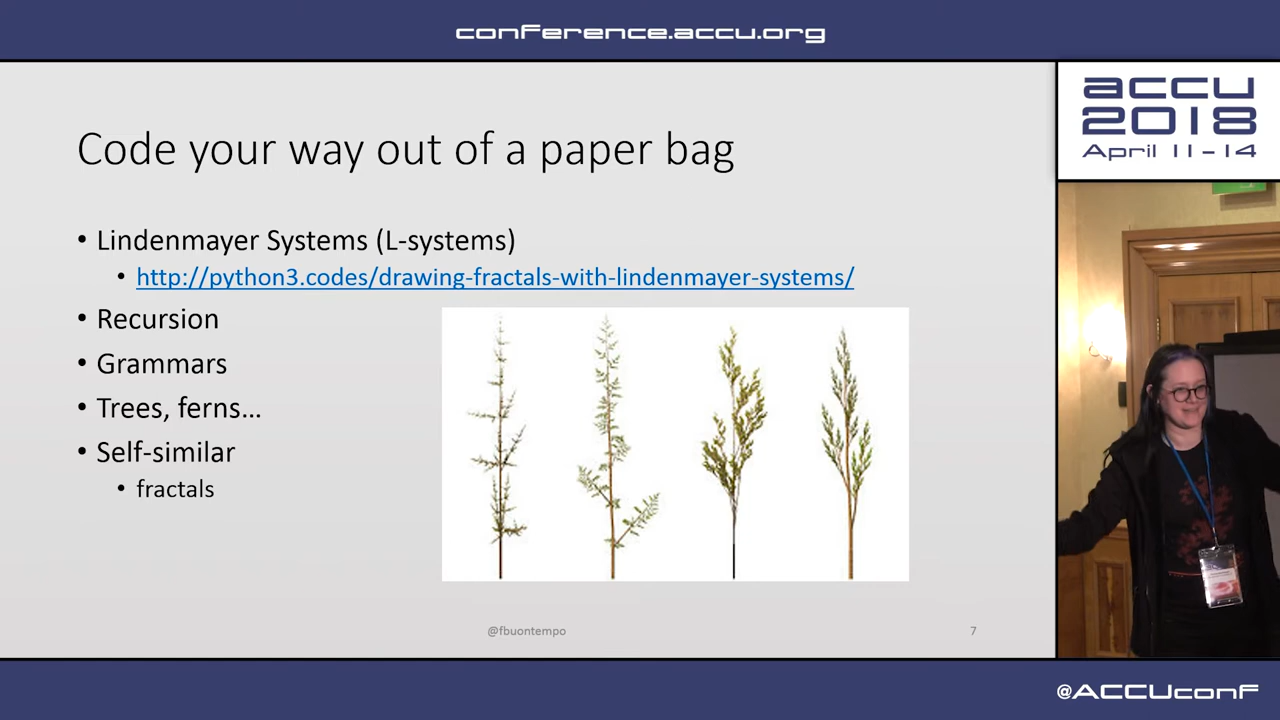 conference.accu.org
accu
2018
April 11-14
Code your way out of a paper bag
• Lindenmayer Systems (L-systems)
• http://python3.codes/drawing-fractals-with-lindenmayer-systems/
• Recursion
• Grammars
• Trees, ferns...
• Self-similar
• fractals
@fbuontempo
7
@ACCUconf